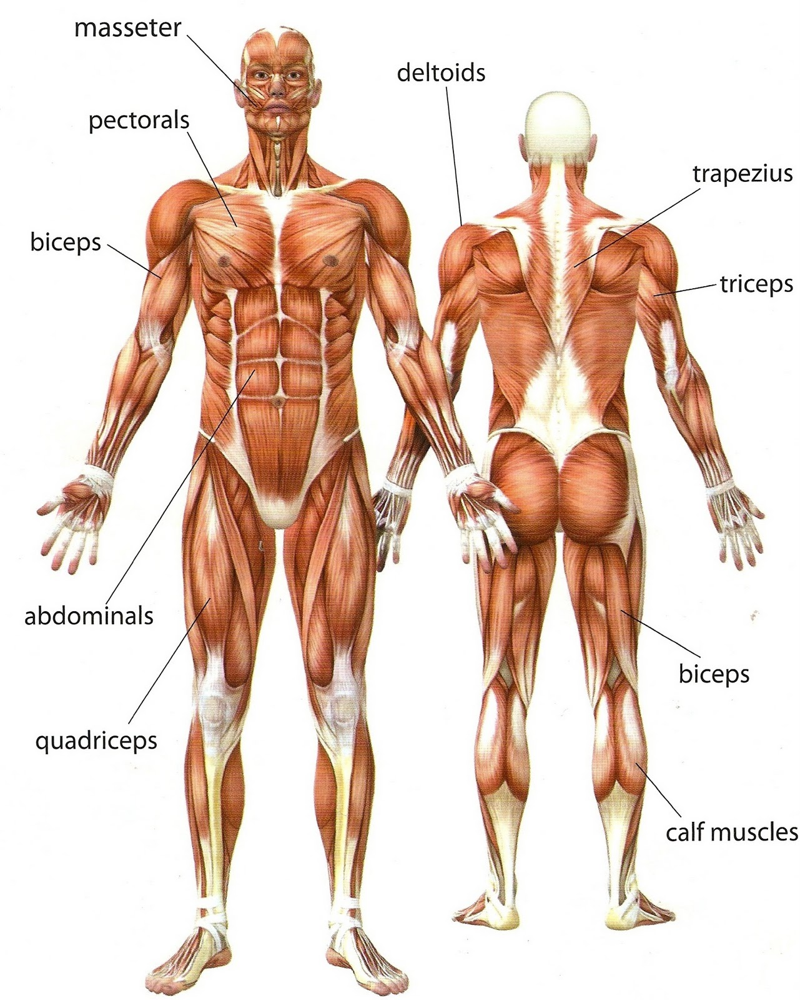 masseter
pectorals
biceps
abdominals
quadriceps
deltoids
trapezius
triceps
biceps
calf muscles